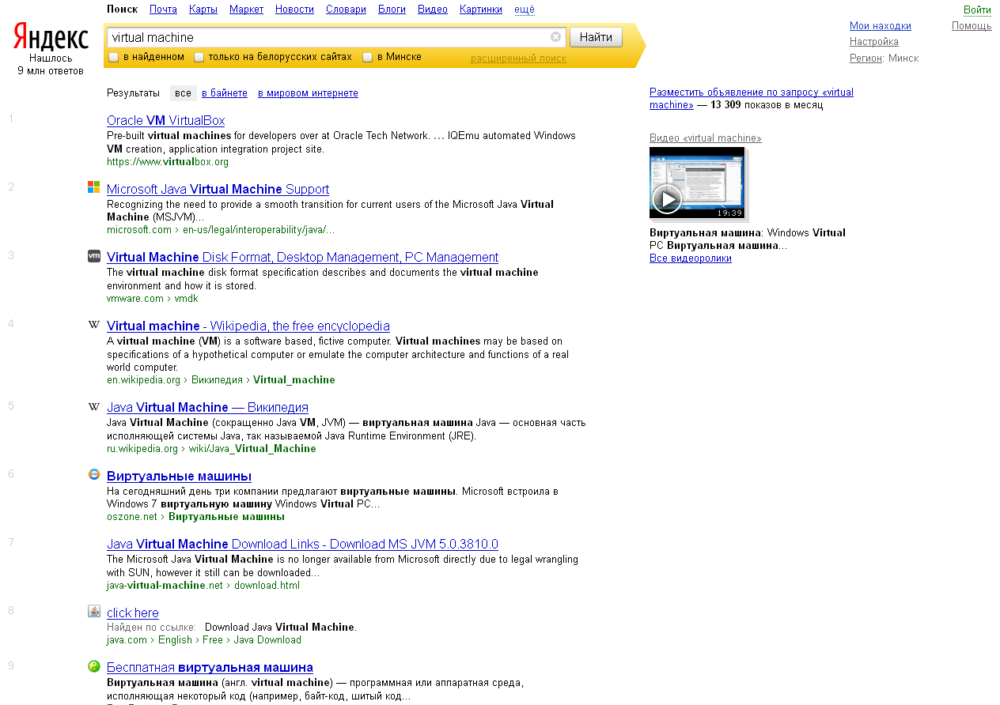 Поиск Почта Карты Маркет Новости Словари Блоги Видео Картинки ещё
Войти
Яндекс
Нашлось
9 млн ответов
virtual machine
Найти
в найденном только на белорусских сайтах в Минске расширенный поиск
Мои находки
Помощь
Настройка
Регион: Минск
Результаты все в байнете в мировом интернете
1
Oracle VM VirtualBox
Pre-built virtual machines for developers over at Oracle Tech Network. ... IQEmu automated Windows
VM creation, application integration project site.
https://www.virtualbox.org
2
Microsoft Java Virtual Machine Support
Recognizing the need to provide a smooth transition for current users of the Microsoft Java Virtual
Machine (MSJVM)...
microsoft.com › en-us/legal/interoperability/java/...
3
vm
Virtual Machine Disk Format, Desktop Management, PC Management
The virtual machine disk format specification describes and documents the virtual machine
environment and how it is stored.
vmware.com › vmdk
4
W
Virtual machine - Wikipedia, the free encyclopedia
A virtual machine (VM) is a software based, fictive computer. Virtual machines may be based on
specifications of a hypothetical computer or emulate the computer architecture and functions of a real
world computer.
en.wikipedia.org › Википедия › Virtual_machine
5
W
Java Virtual Machine — Википедия
Java Virtual Machine (сокращенно Java VM, JVM) — виртуальная машина Java — основная часть
исполняющей системы Java, так называемой Java Runtime Environment (JRE).
ru.wikipedia.org › wiki/Java_Virtual_Machine
6
Виртуальные машины
На сегодняшний день три компании предлагают виртуальные машины. Microsoft встроила в
Windows 7 виртуальную машину Windows Virtual PC...
oszone.net › Виртуальные машины
7
Java Virtual Machine Download Links - Download MS JVM 5.0.3810.0
The Microsoft Java Virtual Machine is no longer available from Microsoft directly due to legal wrangling
with SUN, however it still can be downloaded...
java-virtual-machine.net › download.html
8
click here
Найден по ссылке: Download Java Virtual Machine.
java.com › English › Free › Java Download
9
Бесплатная виртуальная машина
Виртуальная машина (англ. virtual machine) — программная или аппаратная среда,
исполняющая некоторый код (например, байт-код, шитый код...
Разместить объявление по запросу «virtual
machine» — 13 309 показов в месяц
Видео «virtual machine»
19:39
Виртуальная машина: Windows Virtual
PC Виртуальная машина...
Все видеоролики